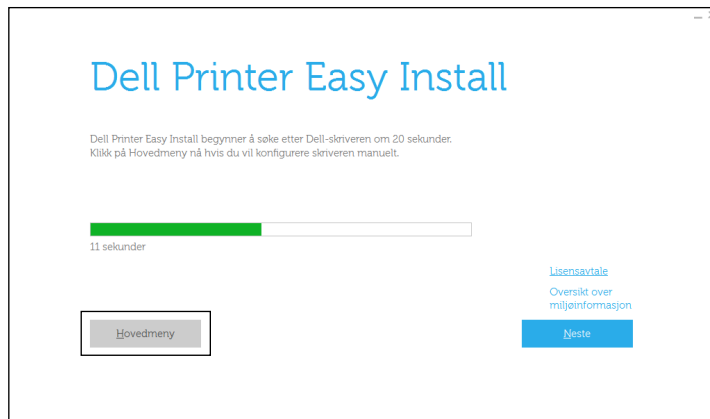 Dell Printer Easy Install
Dell Printer Easy Install begynner å søke etter Dell-skriveren om 20 sekunder.
Klikk på Hovedmeny nå hvis du vil konfigurere skriveren manuelt.
11 sekunder
Lisensavtale
Oversikt over
miljøinformasjon
Hovedmeny
Neste